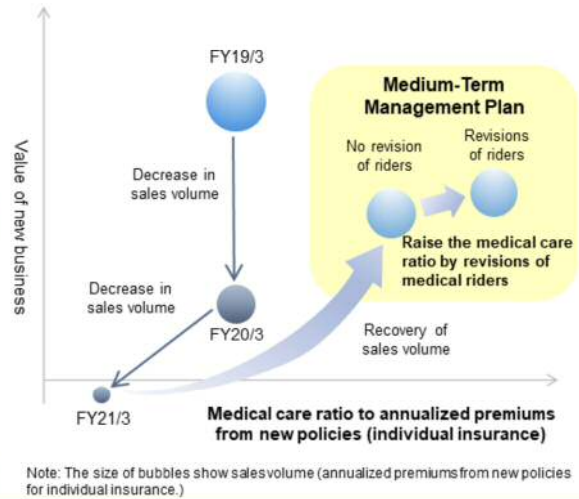 FY19/3
Medium-Term
Management Plan
Value of new
business
Decrease in
sales volume
No revision
of riders
Revisions
of riders
Raise the medical care
ratio by revisions of
medical riders
Decrease in
sales volume
FY20/3
Recovery of
sales volume
FY21/3
Medical care ratio to annualized premiums
from new policies (individual insurance)
Note: The size of bubbles show sales volume (annualized premiums from new policies
for individual insurance.)